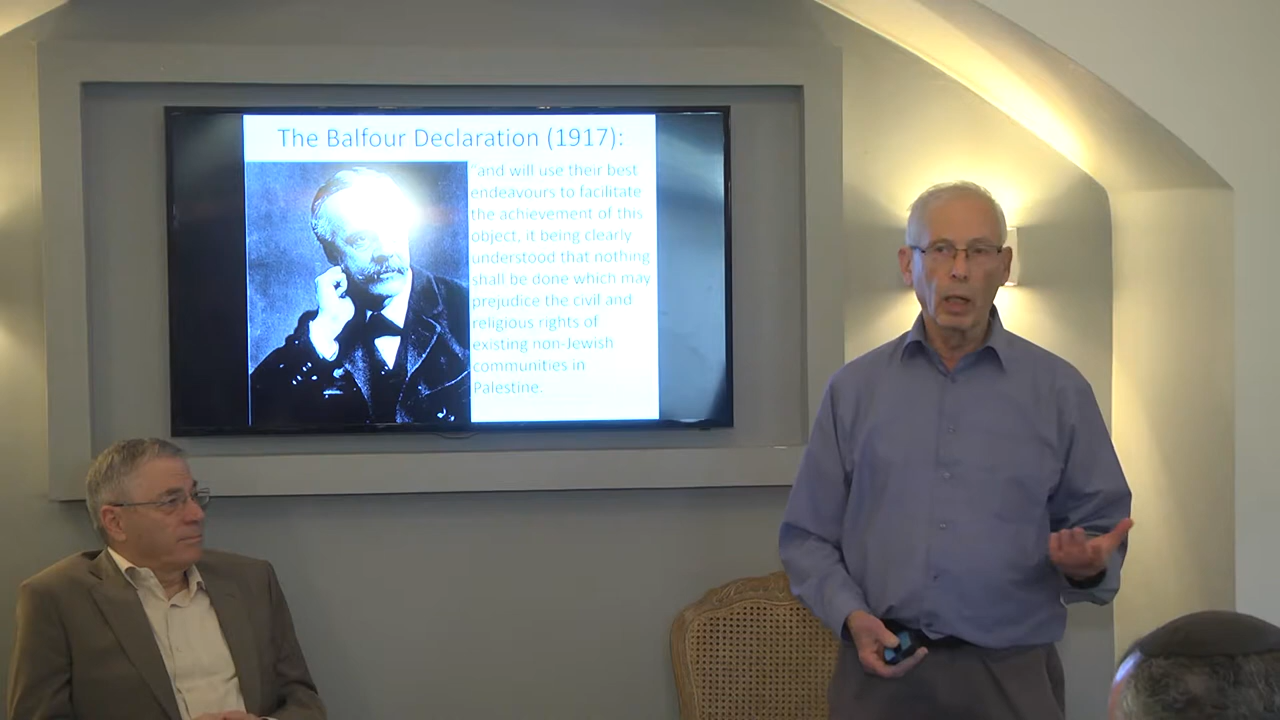 The Balfour Declaration (1917):
"and will use their best
endeavours to facilitate
the achievement of this
object, it being clearly
understood that nothing
shall be done which may
prejudice the civil and
religious rights of
existing non-Jewish
communities in
Palestine.